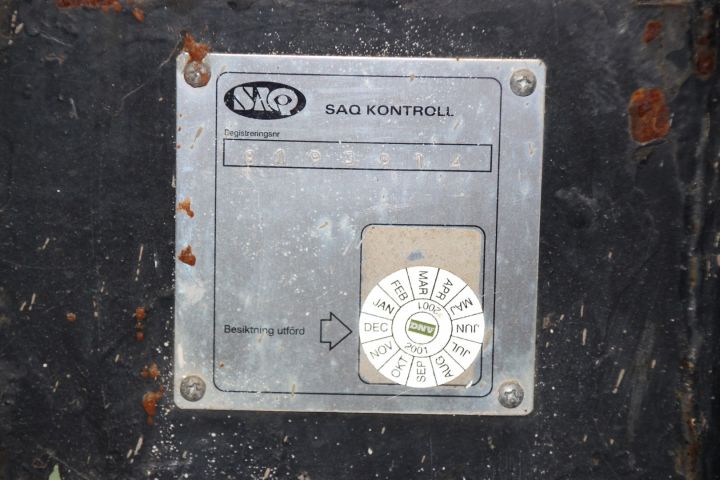 SAQ
SAQ KONTROLL
Registreringsnr
Besiktning utförd
JAN
FEB
MAR
APR
MAJ
JUN
JUL
AUG
SEP
OKT
NOV
DEC
2001
DNV
2001